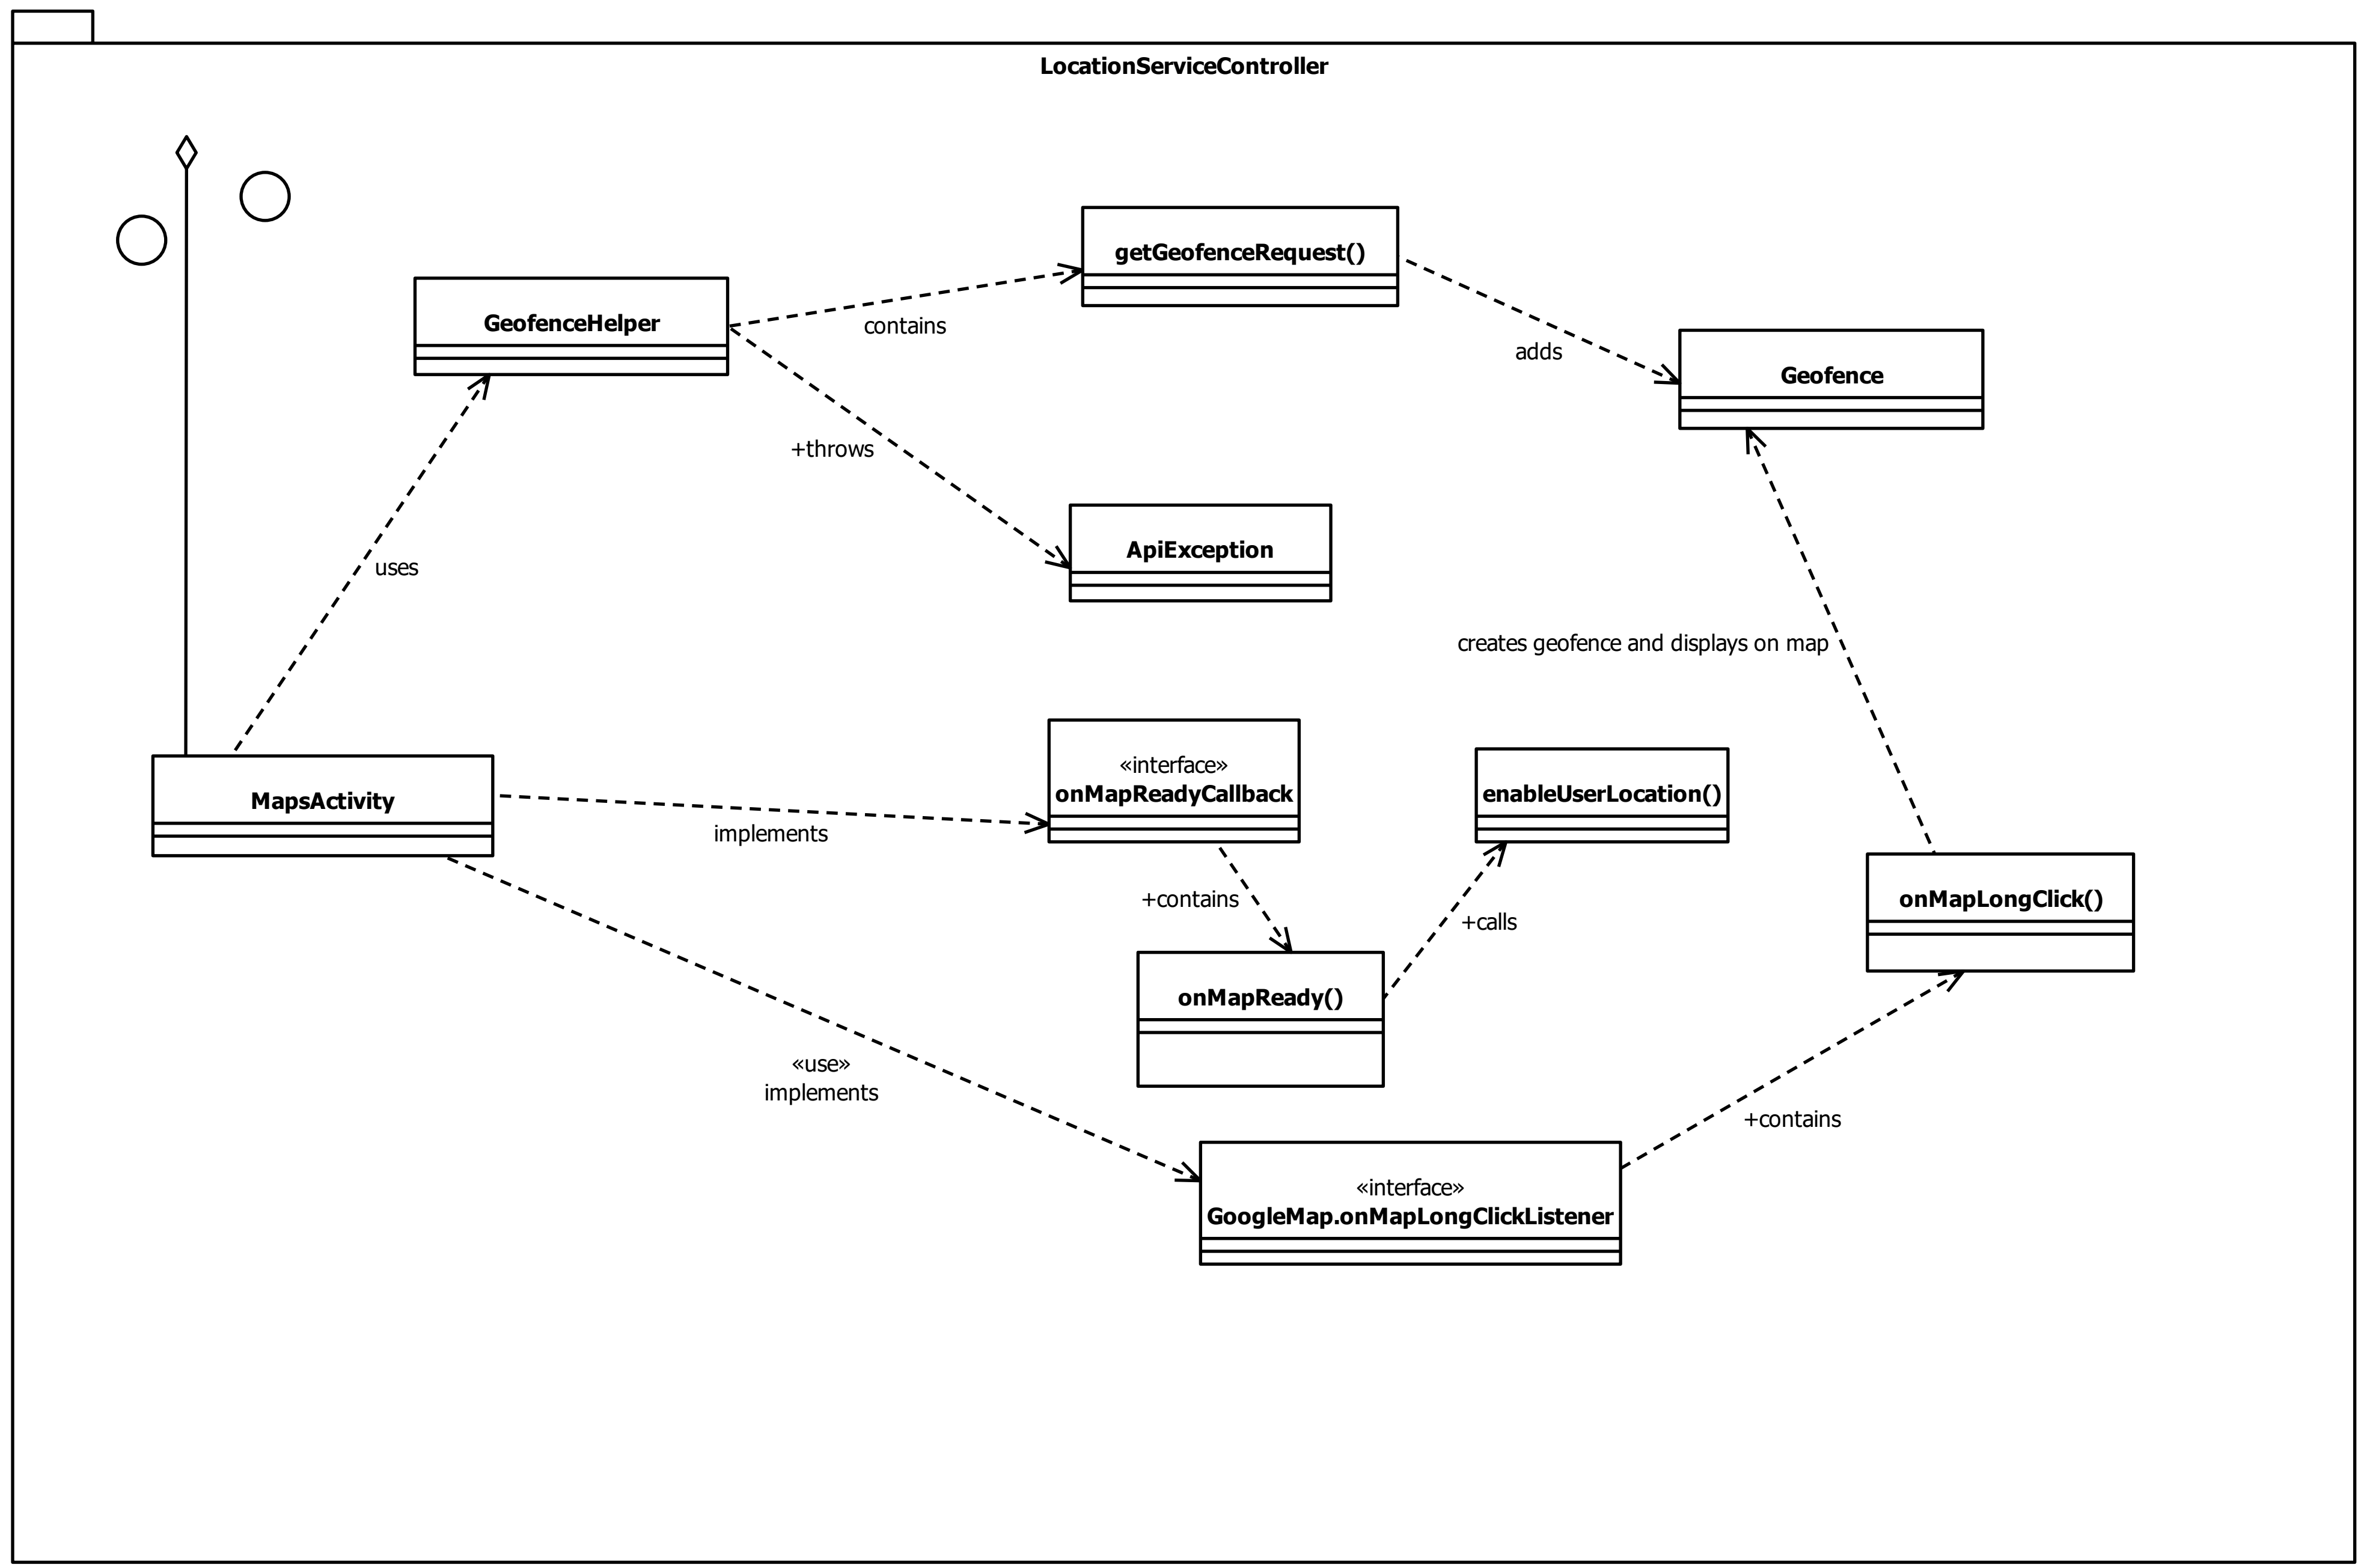 LocationServiceController
getGeofenceRequest()
GeofenceHelper
contains
adds
Geofence
+throws
ApiException
uses
creates geofence and displays on map
«interface»
onMapReadyCallback
enableUserLocation()
MapsActivity
implements
+contains
onMapLongClick()
+calls
onMapReady()
«use»
implements
+contains
«interface»
GoogleMap.onMapLongClickListener